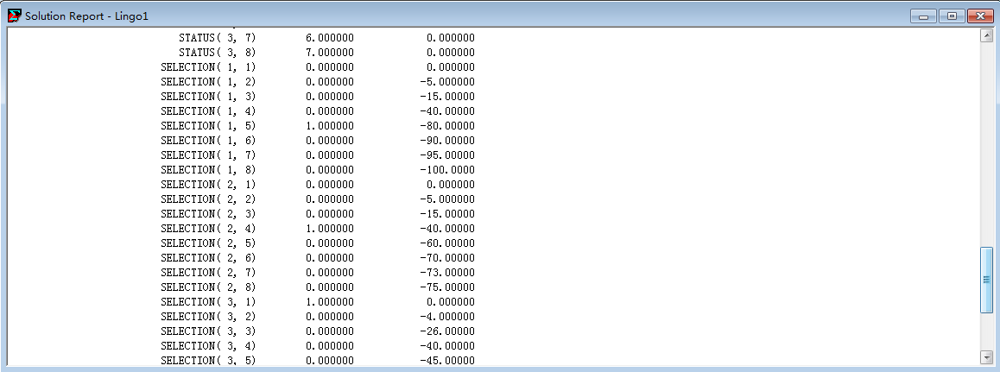 Solution Report - Lingo1
STATUS( 3, 7) 6.000000 0.000000
STATUS( 3, 8) 7.000000 0.000000
SELECTION( 1, 1) 0.000000 0.000000
SELECTION( 1, 2) 0.000000 -5.000000
SELECTION( 1, 3) 0.000000 -15.00000
SELECTION( 1, 4) 0.000000 -40.00000
SELECTION( 1, 5) 1.000000 -80.00000
SELECTION( 1, 6) 0.000000 -90.00000
SELECTION( 1, 7) 0.000000 -95.00000
SELECTION( 1, 8) 0.000000 -100.0000
SELECTION( 2, 1) 0.000000 0.000000
SELECTION( 2, 2) 0.000000 -5.000000
SELECTION( 2, 3) 0.000000 -15.00000
SELECTION( 2, 4) 1.000000 -40.00000
SELECTION( 2, 5) 0.000000 -60.00000
SELECTION( 2, 6) 0.000000 -70.00000
SELECTION( 2, 7) 0.000000 -73.00000
SELECTION( 2, 8) 0.000000 -75.00000
SELECTION( 3, 1) 1.000000 0.000000
SELECTION( 3, 2) 0.000000 -4.000000
SELECTION( 3, 3) 0.000000 -26.00000
SELECTION( 3, 4) 0.000000 -40.00000
SELECTION( 3, 5) 0.000000 -45.00000